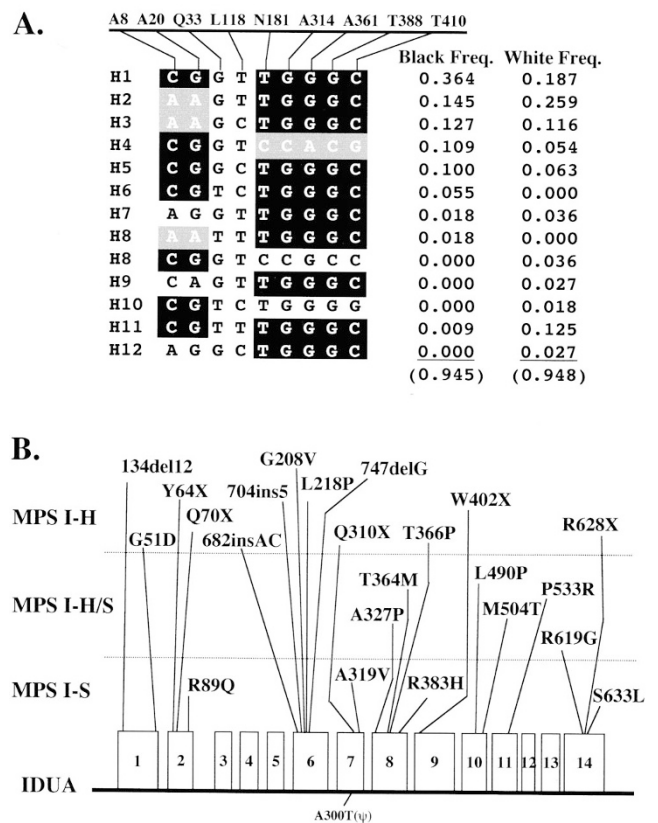 A.
A8 A20 Q33 L118 N181 A314 A361 T388 T410
Black Freq. White Freq.
H1 C G G T T G G G C 0.364 0.187
H2 A A G T T G G G C 0.145 0.259
H3 A A G C T G G G C 0.127 0.116
H4 C G G T C C A C G 0.109 0.054
H5 C G G C T G G G C 0.100 0.063
H6 C G T C T G G G C 0.055 0.000
H7 A G G T T G G G C 0.018 0.036
H8 A A T T T G G G C 0.018 0.000
H8 C G G T C C G C C 0.000 0.036
H9 C A G T T G G G C 0.000 0.027
H10 C G T C T G G G G 0.000 0.018
H11 C G T T T G G G C 0.009 0.125
H12 A G G C T G G G C 0.000 0.027
(0.945) (0.948)
B.
134del12
G208V
L218P
747delG
Y64X
704ins5
W402X
MPS I-H
Q70X
Q310X
T366P
R628X
G51D
682insAC
T364M
L490P
P533R
MPS I-H/S
A327P
M504T
R619G
MPS I-S
R89Q
A319V
R383H
S633L
1 2 3 4 5 6 7 8 9 10 11 12 13 14
IDUA
A300T(ψ)